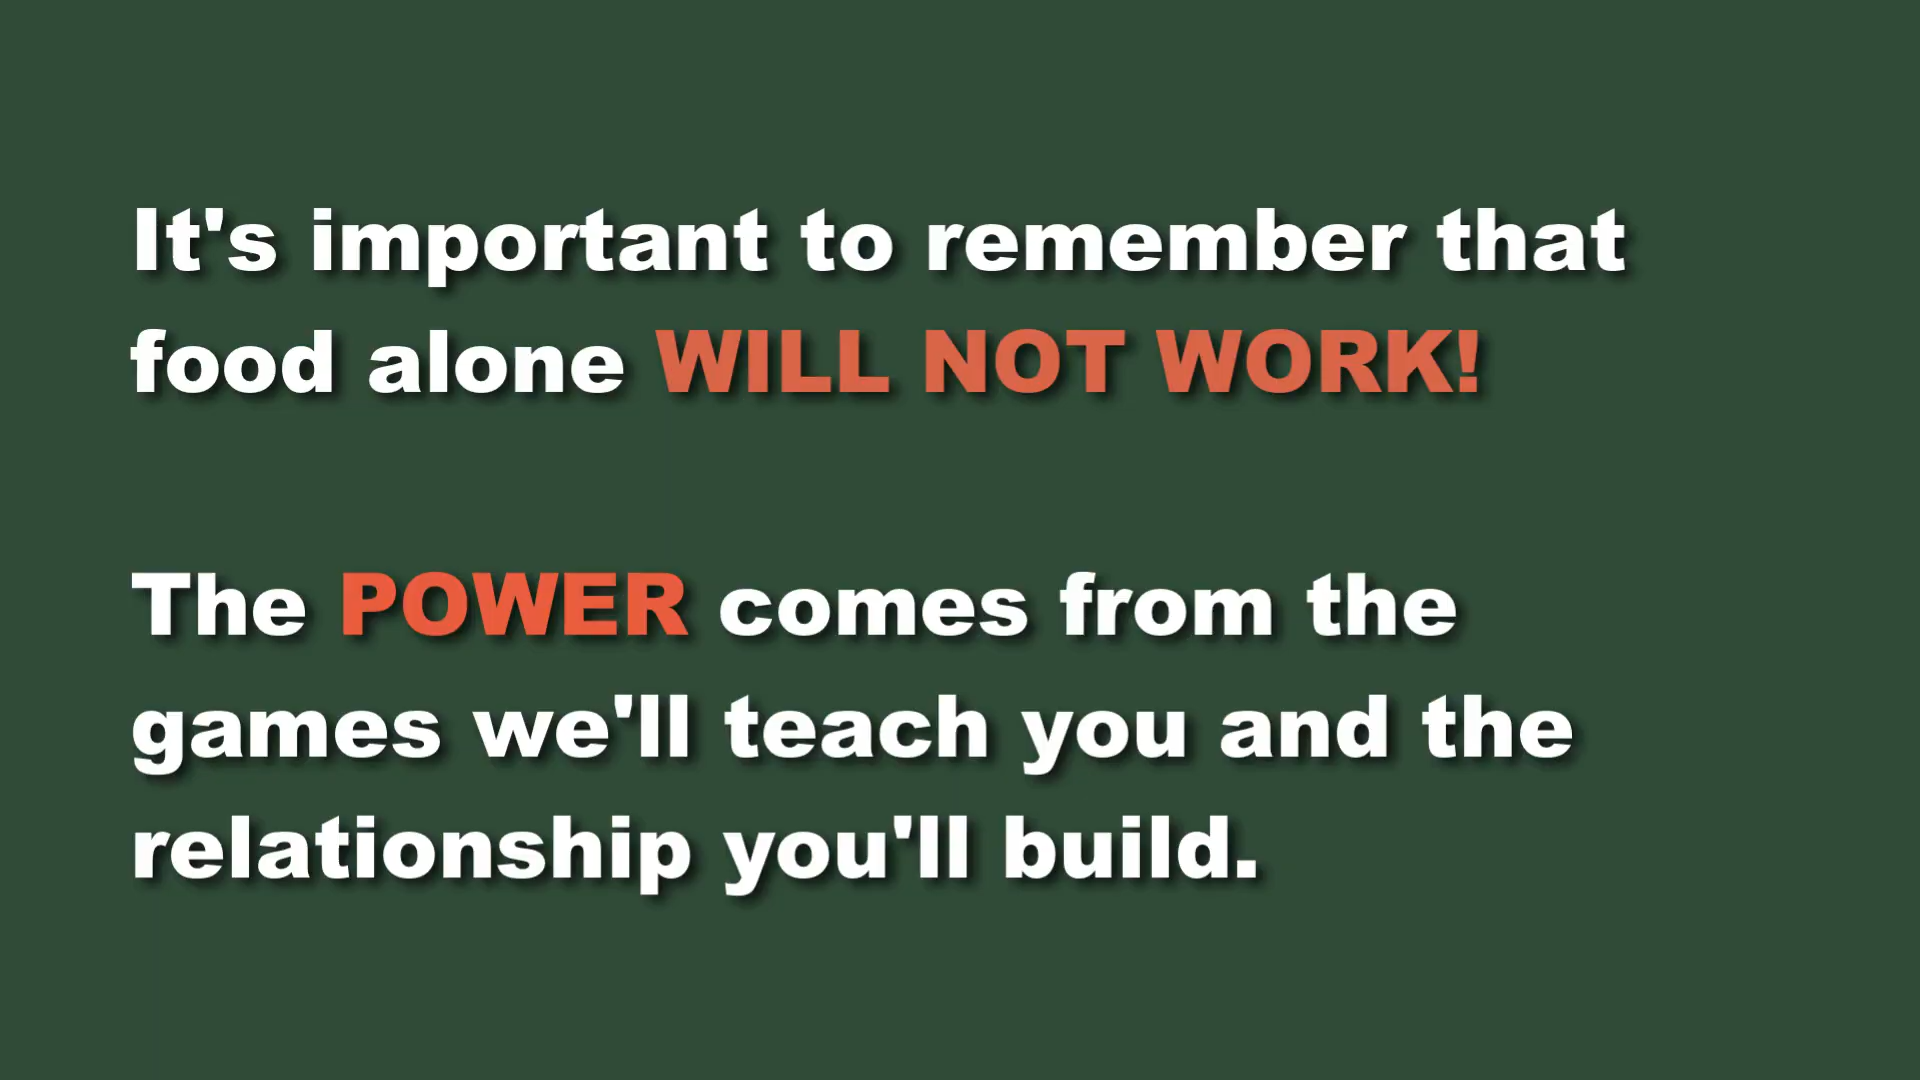 It's important to remember that
food alone WILL NOT WORK!
The POWER comes from the
games we'll teach you and the
relationship you'll build.